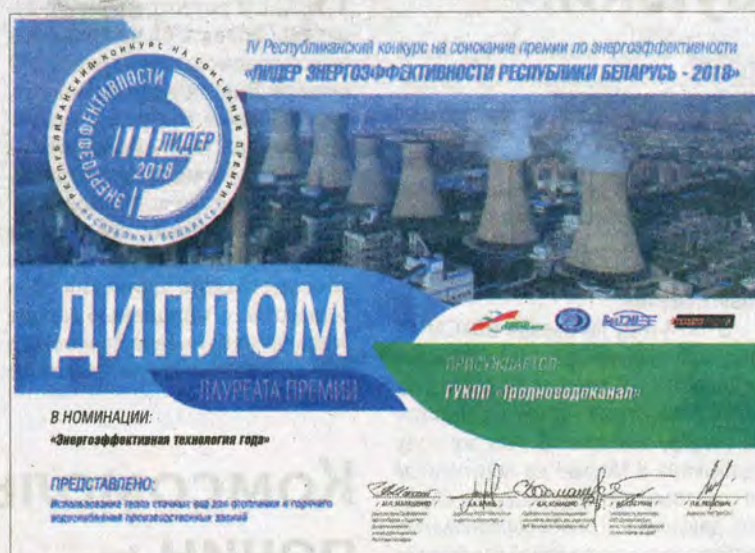 IV Республиканский конкурс на соискание премии по энергоэффективности
«ЛИДЕР ЭНЕРГОЭФФЕКТИВНОСТИ РЕСПУБЛИКИ БЕЛАРУСЬ - 2018»
РЕСПУБЛИКАНСКИЙ КОНКУРС НА СОИСКАНИЕ ПРЕМИИ
ЭНЕРГОЭФФЕКТИВНОСТИ
РЕСПУБЛИКА БЕЛАРУСЬ
ЛИДЕР
2018
ДИПЛОМ
ЛАУРЕАТА ПРЕМИИ
БелТЭИ
ПРИСУЖДАЕТСЯ:
ГУКПП «Гродноводоканал»
В НОМИНАЦИИ:
«Энергоэффективная технология года»
ПРЕДСТАВЛЕНО:
Использование тепла сточных вод для отопления и горячего
водоснабжения производственных зданий